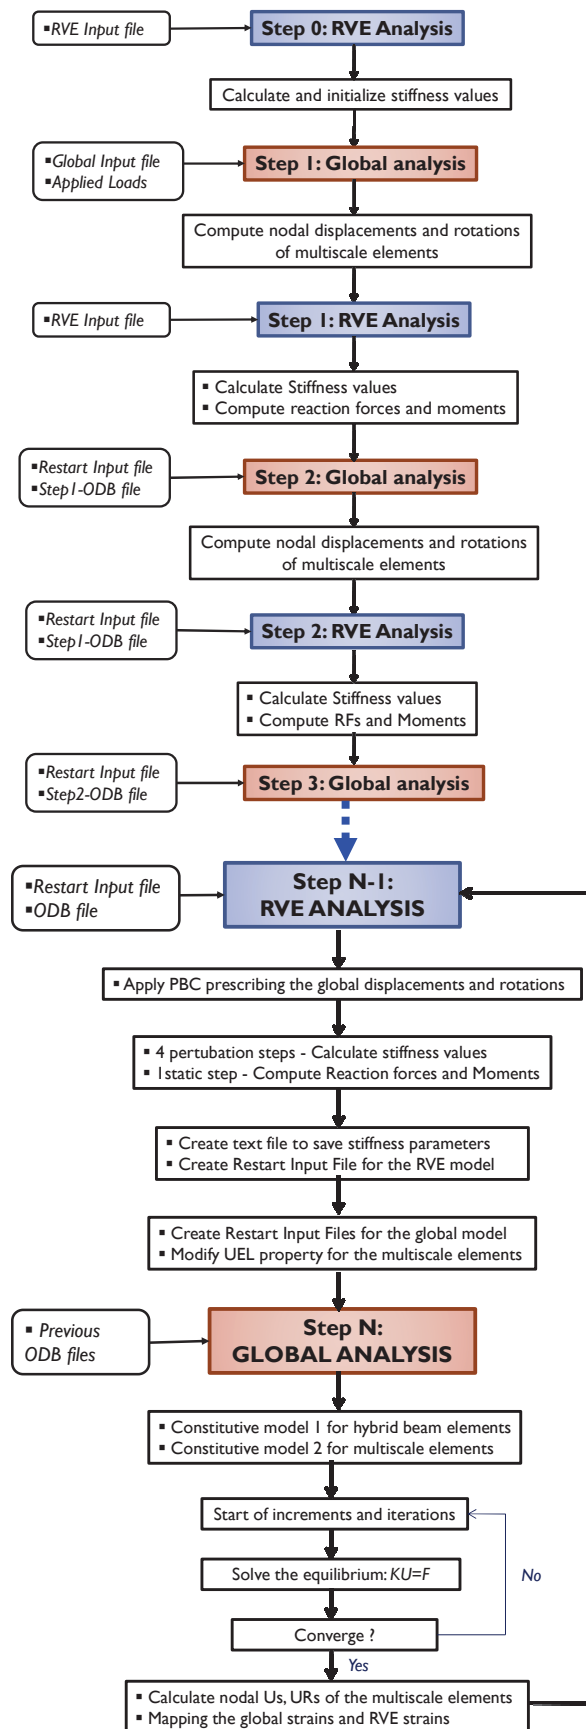 ▪RVE Input file
Step 0: RVE Analysis
Calculate and initialize stiffness values
▪Global Input file
▪Applied Loads
Step 1: Global analysis
Compute nodal displacements and rotations
of multiscale elements
▪RVE Input file
Step 1: RVE Analysis
▪ Calculate Stiffness values
▪ Compute reaction forces and moments
▪Restart Input file
▪Step1-ODB file
Step 2: Global analysis
Compute nodal displacements and rotations
of multiscale elements
▪Restart Input file
▪Step1-ODB file
Step 2: RVE Analysis
▪ Calculate Stiffness values
▪ Compute RFs and Moments
▪Restart Input file
▪Step2-ODB file
Step 3: Global analysis
▪Restart Input file
▪ODB file
Step N-1:
RVE ANALYSIS
▪ Apply PBC prescribing the global displacements and rotations
▪ 4 pertubation steps - Calculate stiffness values
▪ 1static step - Compute Reaction forces and Moments
▪ Create text file to save stiffness parameters
▪ Create Restart Input File for the RVE model
▪ Create Restart Input Files for the global model
▪ Modify UEL property for the multiscale elements
▪ Previous
ODB files
Step N:
GLOBAL ANALYSIS
▪ Constitutive model 1 for hybrid beam elements
▪ Constitutive model 2 for multiscale elements
Start of increments and iterations
Solve the equilibrium: KU=F
No
Converge ?
Yes
▪ Calculate nodal Us, URs of the multiscale elements
▪ Mapping the global strains and RVE strains